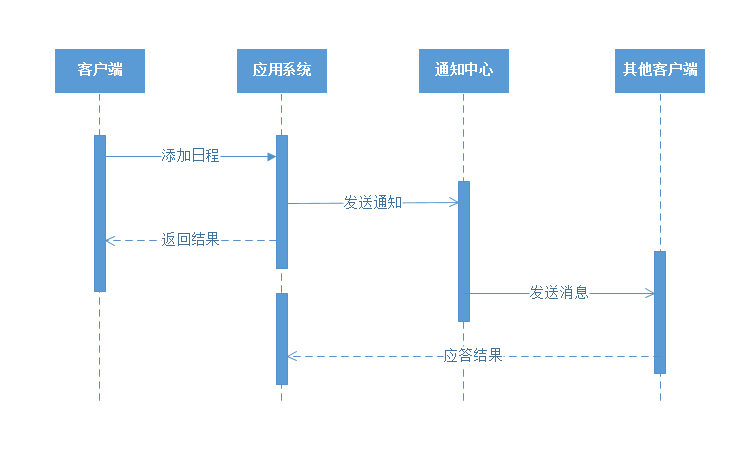 客户端
应用系统
通知中心
其他客户端
添加日程
发送通知
返回结果
发送消息
应答结果